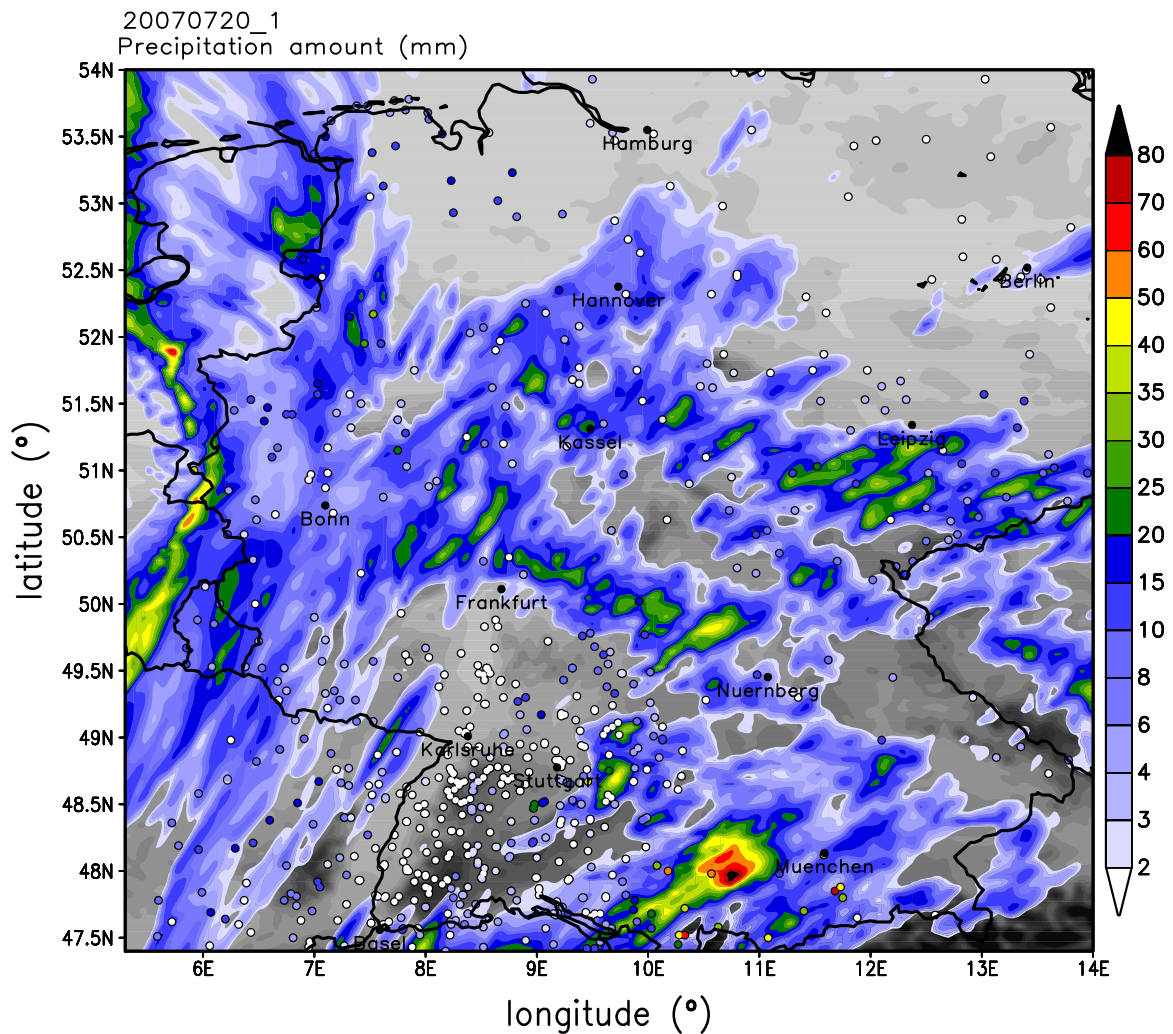 20070720_1
Precipitation amount (mm)
54N
53.5N
53N
52.5N
52N
51.5N
51N
50.5N
50N
49.5N
49N
48.5N
48N
47.5N
latitude (°)
Hamburg
Berlin
Hannover
Kassel
Leipzig
Bonn
Frankfurt
Nuernberg
Karlsruhe
Stuttgart
Muenchen
Basel
6E 7E 8E 9E 10E 11E 12E 13E 14E
longitude (°)
80
70
60
50
40
35
30
25
20
15
10
8
6
4
3
2